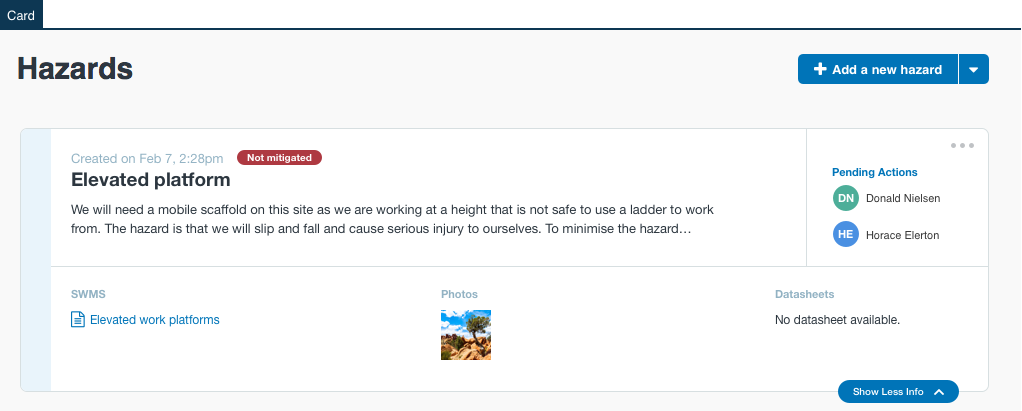 Card
Hazards
Add a new hazard
Created on Feb 7, 2:28pm Not mitigated
Elevated platform
We will need a mobile scaffold on this site as we are working at a height that is not safe to use a ladder to work
from. The hazard is that we will slip and fall and cause serious injury to ourselves. To minimise the hazard…
Pending Actions
DN Donald Nielsen
HE Horace Elerton
SWMS
Elevated work platforms
Photos
Datasheets
No datasheet available.
Show Less Info